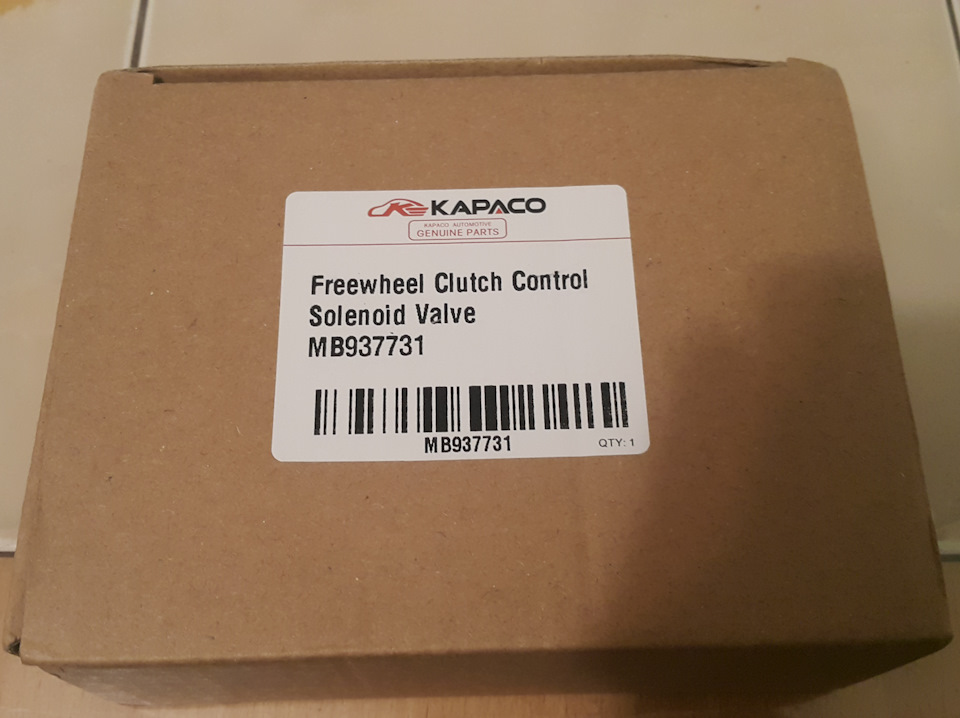 KAPACO
KAPACO AUTOMOTIVE
GENUINE PARTS
Freewheel Clutch Control
Solenoid Valve
MB937731
MB937731
QTY: 1